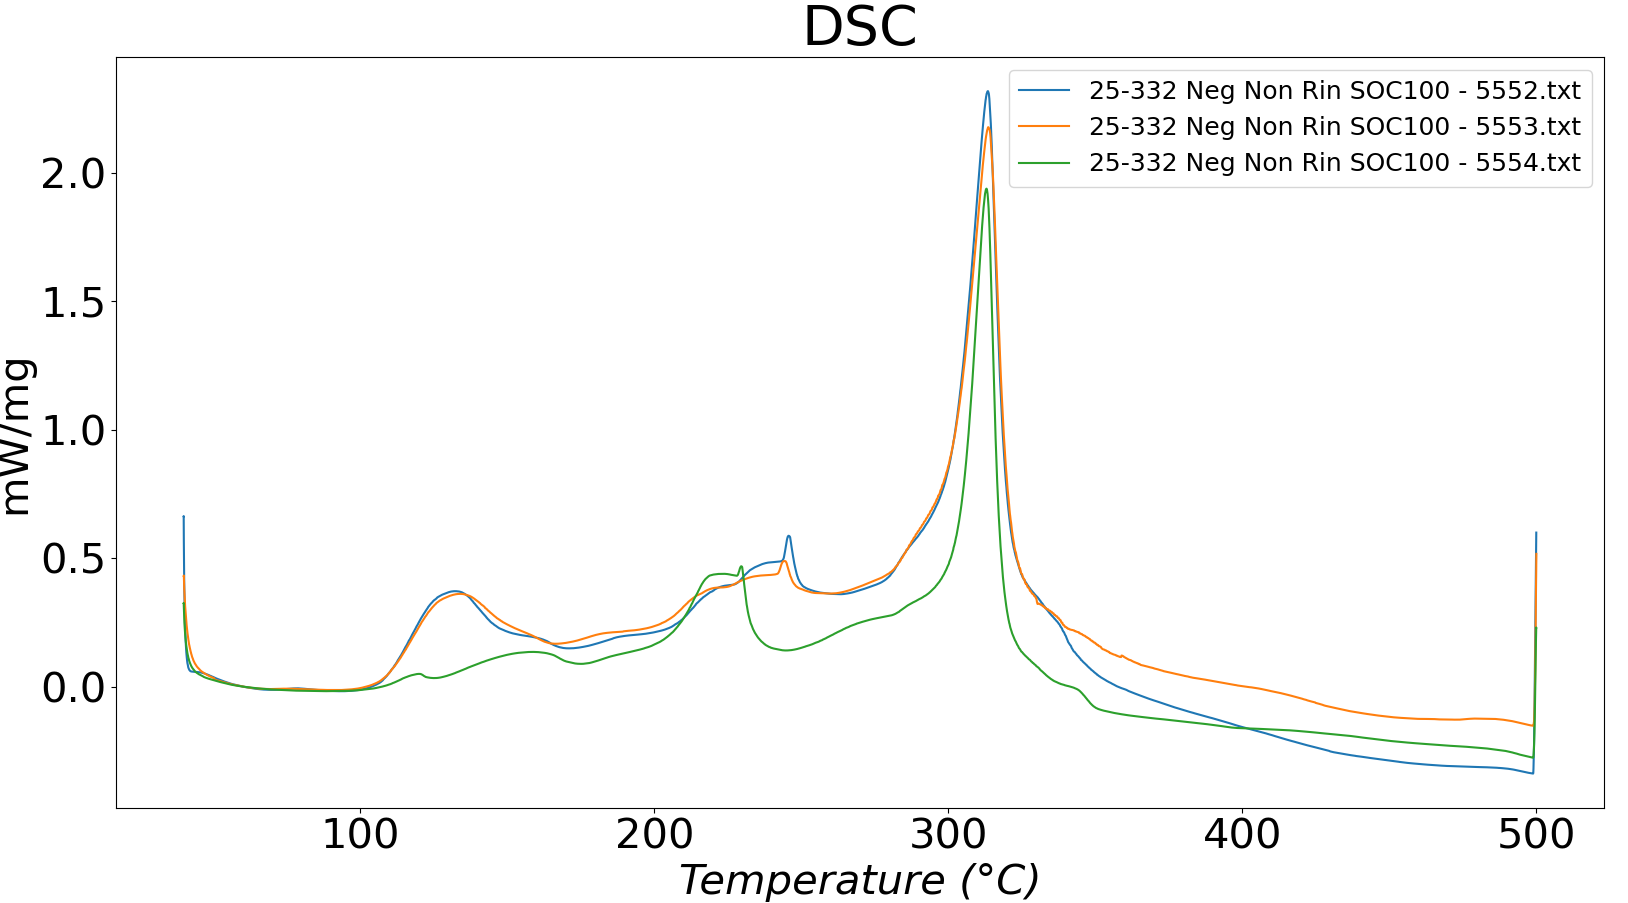 DSC
25-332 Neg Non Rin SOC100 - 5552.txt
25-332 Neg Non Rin SOC100 - 5553.txt
25-332 Neg Non Rin SOC100 - 5554.txt
2.0
1.5
1.0
0.5
0.0
mW/mg
100 200 300 400 500
Temperature (°C)